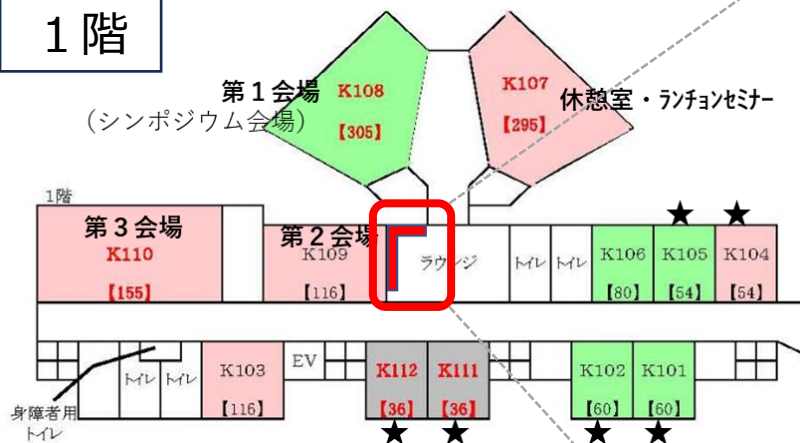 １階
第１会場
（シンポジウム会場）
K108
【305】
K107
【295】
休憩室・ランチョンセミナー
1階
第３会場
K110
【155】
第２会場
K109
【116】
ラウンジ
トイレ
トイレ
K106
【80】
★
K105
【54】
★
K104
【54】
身障者用
トイレ
トイレ
トイレ
K103
【116】
EV
K112
【36】
★
K111
【36】
★
K102
【60】
★
K101
【60】
★